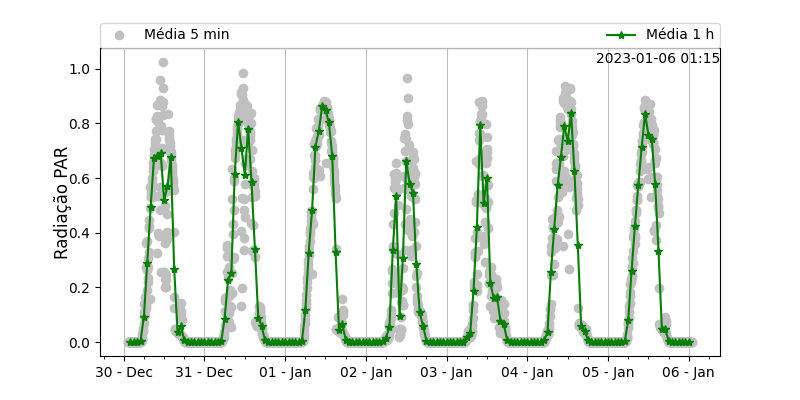 Média 5 min
Média 1 h
2023-01-06 01:15
Radiação PAR
1.0
0.8
0.6
0.4
0.2
0.0
30 - Dec
31 - Dec
01 - Jan
02 - Jan
03 - Jan
04 - Jan
05 - Jan
06 - Jan